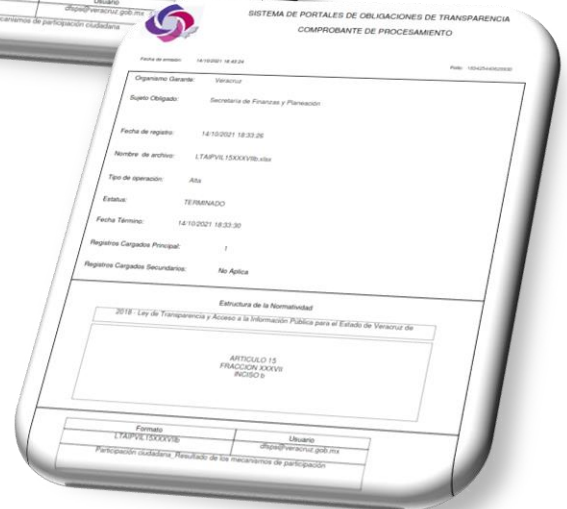 Usuario
dfsps@veracruz.gob.mx
mecanismos de participación ciudadana
SISTEMA DE PORTALES DE OBLIGACIONES DE TRANSPARENCIA
COMPROBANTE DE PROCESAMIENTO
Fecha de emisión: 14/10/2021 18:40:24
Folio:
Organismo Garante: Veracruz
Sujeto Obligado: Secretaría de Finanzas y Planeación
Fecha de registro: 14/10/2021 18:33:26
Nombre de archivo: LTAIPVIL15XXXVIIb.xlsx
Tipo de operación: Alta
Estatus: TERMINADO
Fecha Término: 14/10/2021 18:33:30
Registros Cargados Principal: 1
Registros Cargados Secundarios: No Aplica
Estructura de la Normatividad
2018 - Ley de Transparencia y Acceso a la Información Pública para el Estado de Veracruz de
ARTICULO 15
FRACCION XXXVII
INCISO b
Formato Usuario
LTAIPVIL15XXXVIIb dfsps@veracruz.gob.mx
Participación ciudadana_Resultado de los mecanismos de participación